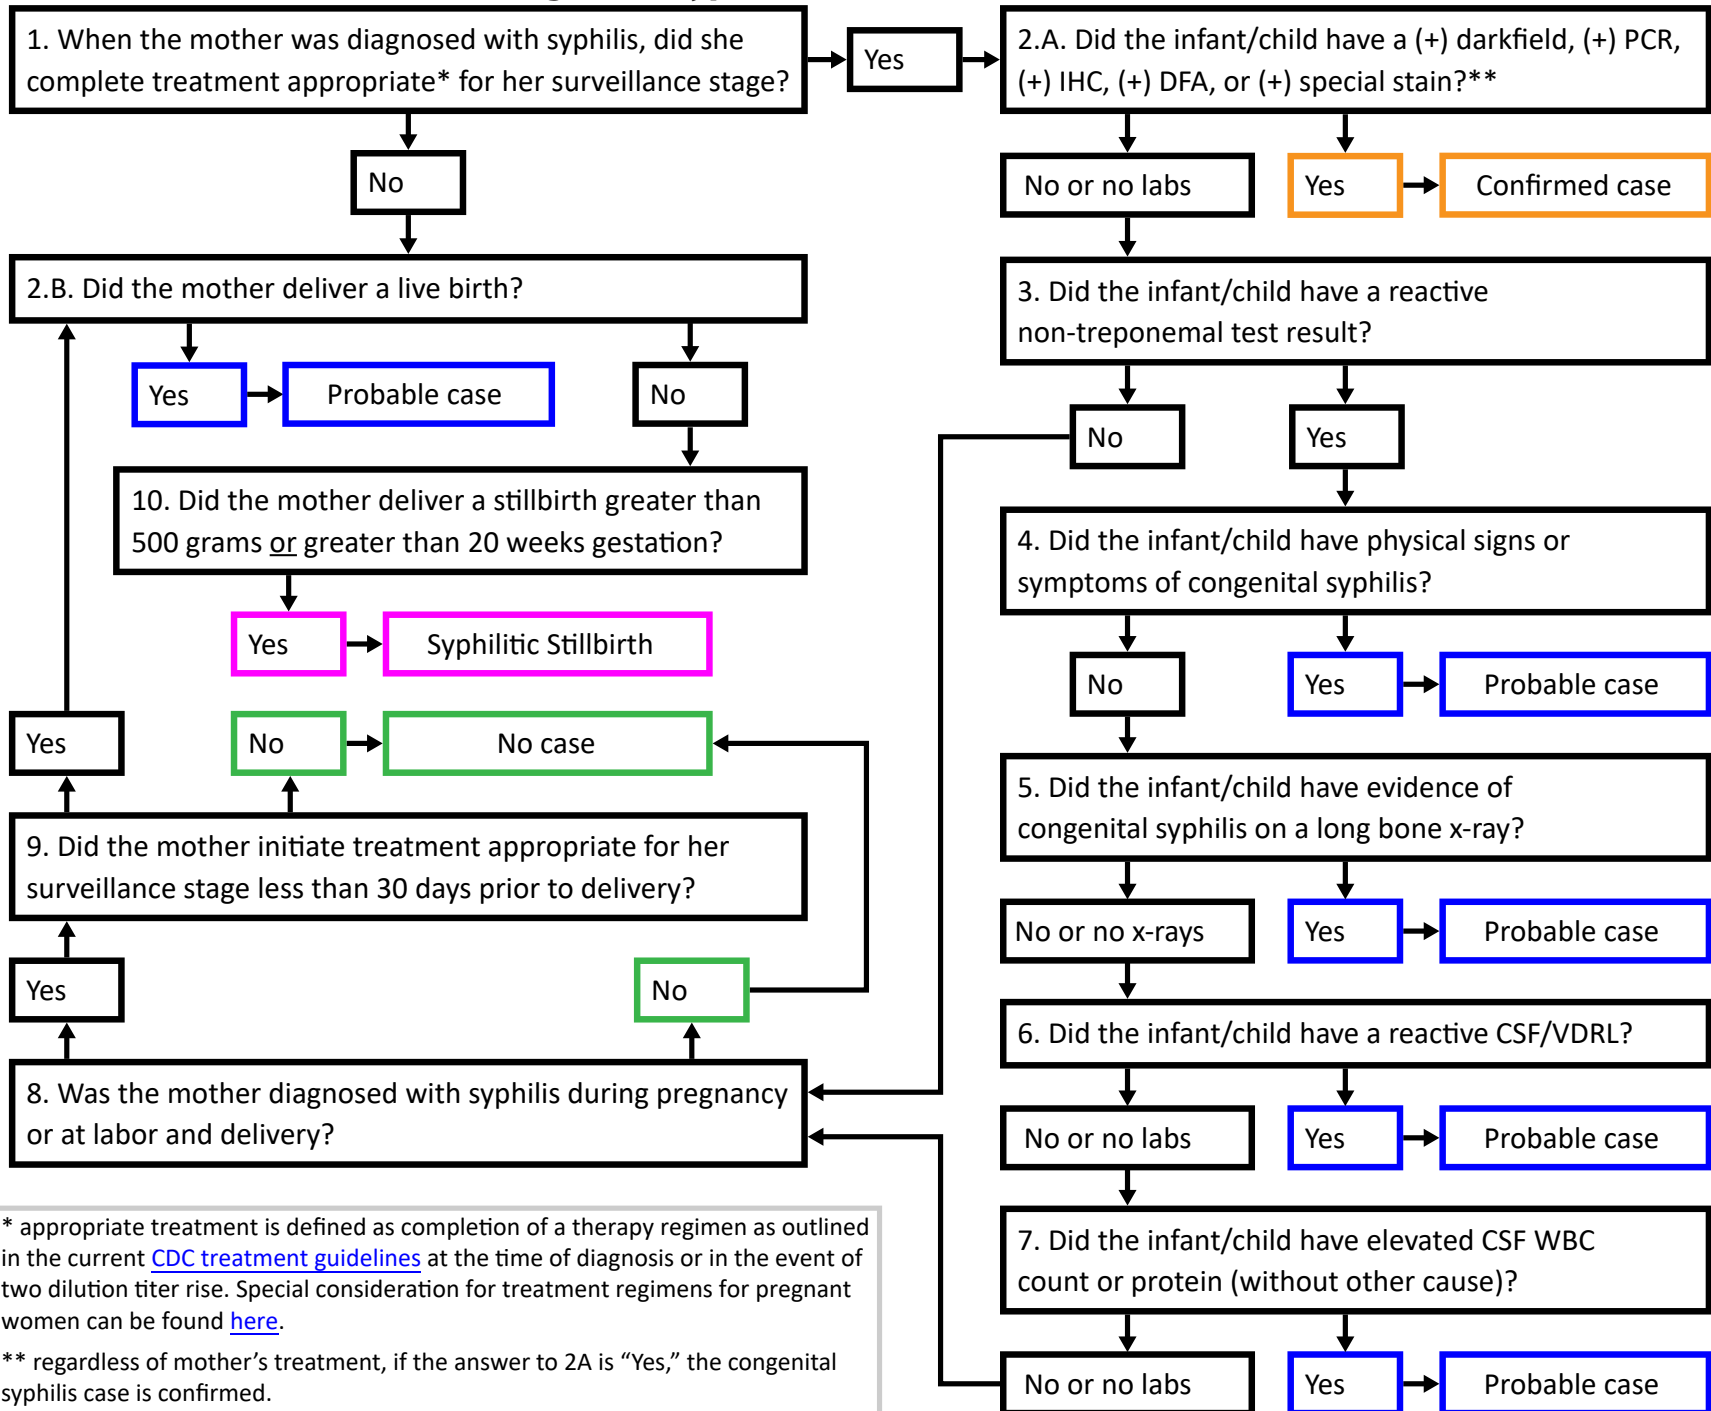 1. When the mother was diagnosed with syphilis, did she
complete treatment appropriate* for her surveillance stage?
Yes
2.A. Did the infant/child have a (+) darkfield, (+) PCR,
(+) IHC, (+) DFA, or (+) special stain?**
No
No or no labs
Yes
Confirmed case
2.B. Did the mother deliver a live birth?
3. Did the infant/child have a reactive
non-treponemal test result?
Yes
Probable case
No
No
Yes
10. Did the mother deliver a stillbirth greater than
500 grams or greater than 20 weeks gestation?
4. Did the infant/child have physical signs or
symptoms of congenital syphilis?
Yes
Syphilitic Stillbirth
No
Yes
Probable case
Yes
No
No case
5. Did the infant/child have evidence of
congenital syphilis on a long bone x-ray?
9. Did the mother initiate treatment appropriate for her
surveillance stage less than 30 days prior to delivery?
No or no x-rays
Yes
Probable case
Yes
No
6. Did the infant/child have a reactive CSF/VDRL?
8. Was the mother diagnosed with syphilis during pregnancy
or at labor and delivery?
No or no labs
Yes
Probable case
7. Did the infant/child have elevated CSF WBC
count or protein (without other cause)?
No or no labs
Yes
Probable case
* appropriate treatment is defined as completion of a therapy regimen as outlined
in the current CDC treatment guidelines at the time of diagnosis or in the event of
two dilution titer rise. Special consideration for treatment regimens for pregnant
women can be found here.
** regardless of mother's treatment, if the answer to 2A is "Yes," the congenital
syphilis case is confirmed.